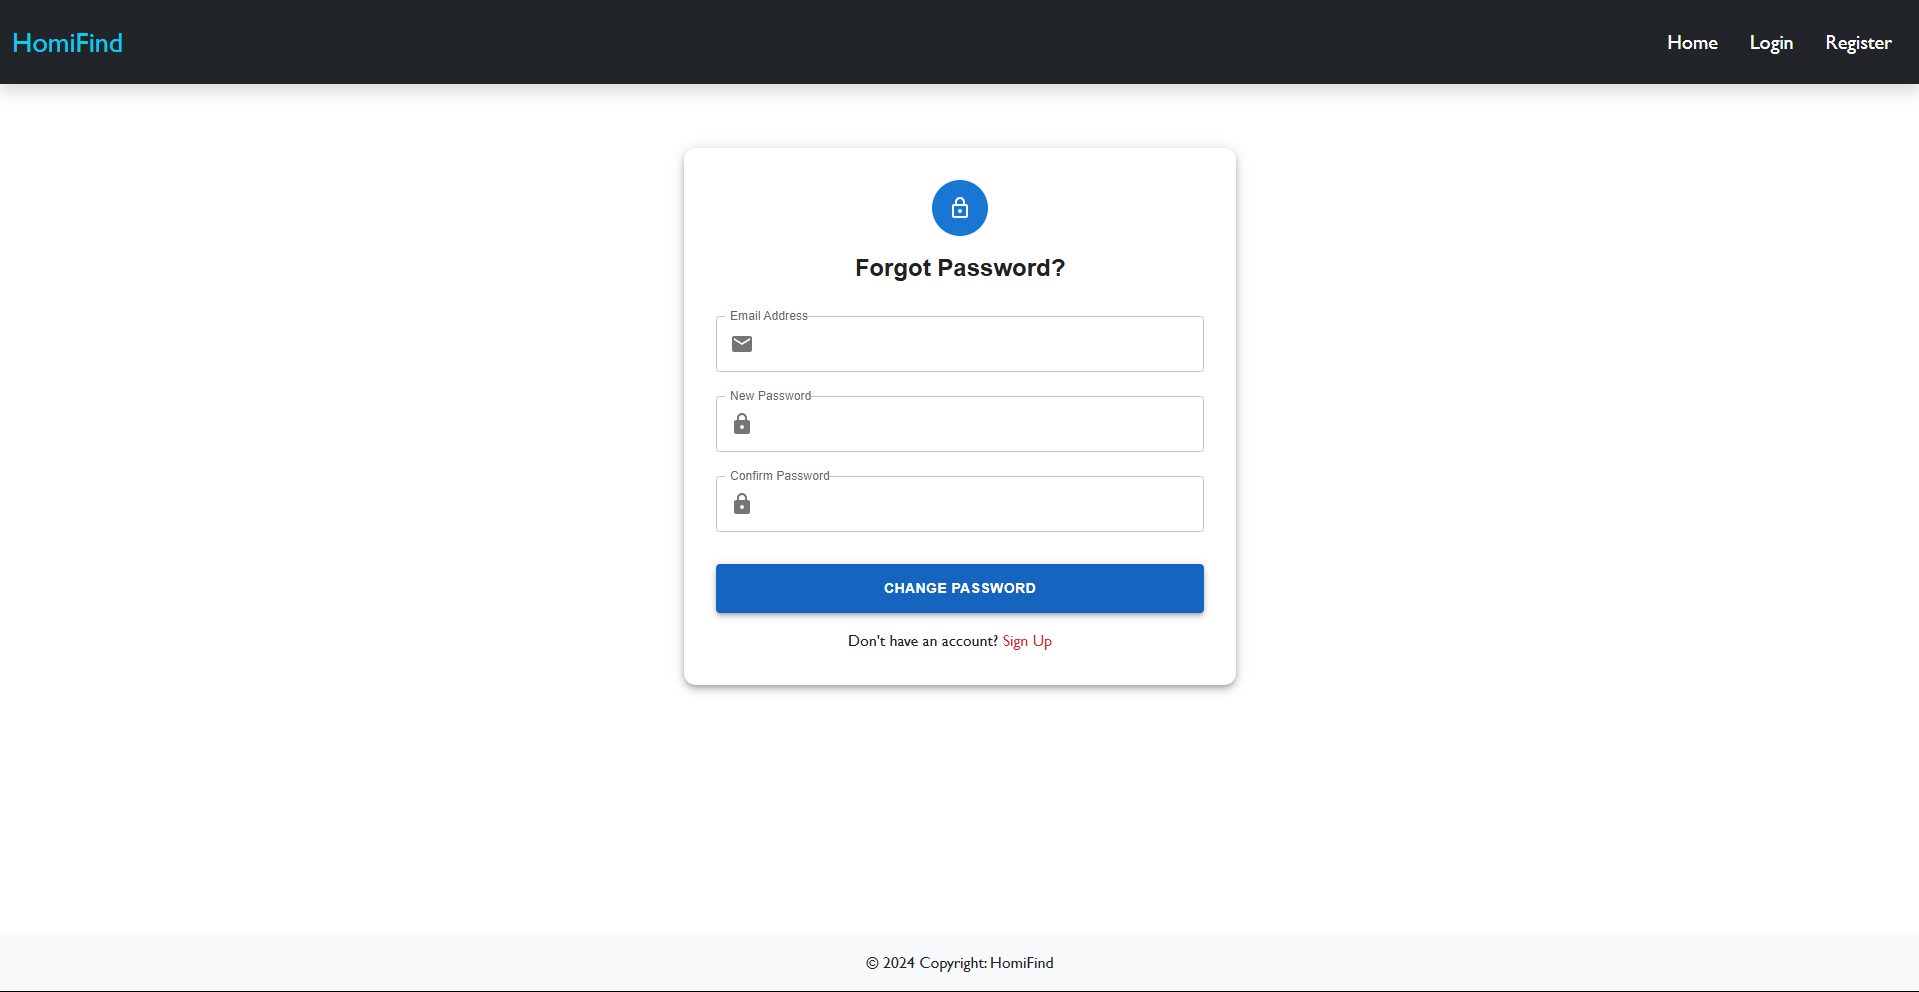 HomiFind
Home Login Register
Forgot Password?
Email Address
New Password
Confirm Password
CHANGE PASSWORD
Don't have an account? Sign Up
© 2024 Copyright: HomiFind